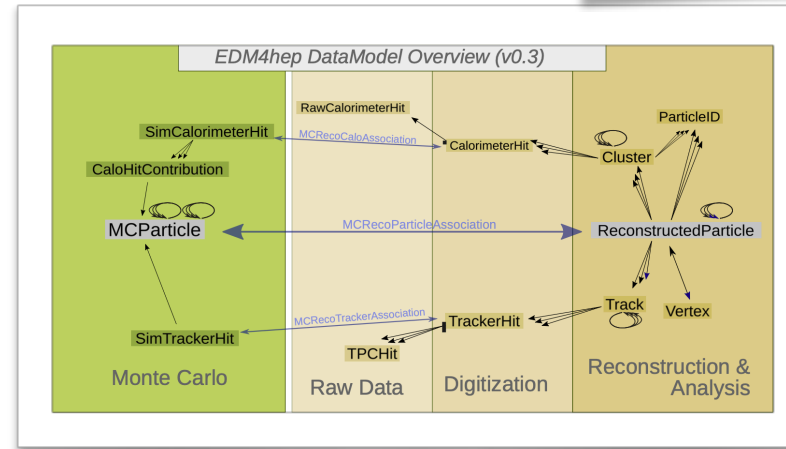 EDM4hep DataModel Overview (v0.3)
RawCalorimeterHit
ParticleID
SimCalorimeterHit
MCRecoCaloAssociation
CalorimeterHit
Cluster
CaloHitContribution
MCParticle
MCRecoParticleAssociation
ReconstructedParticle
Track
Vertex
MCRecoTrackerAssociation
TrackerHit
SimTrackerHit
TPCHit
Monte Carlo
Raw Data
Digitization
Reconstruction &
Analysis